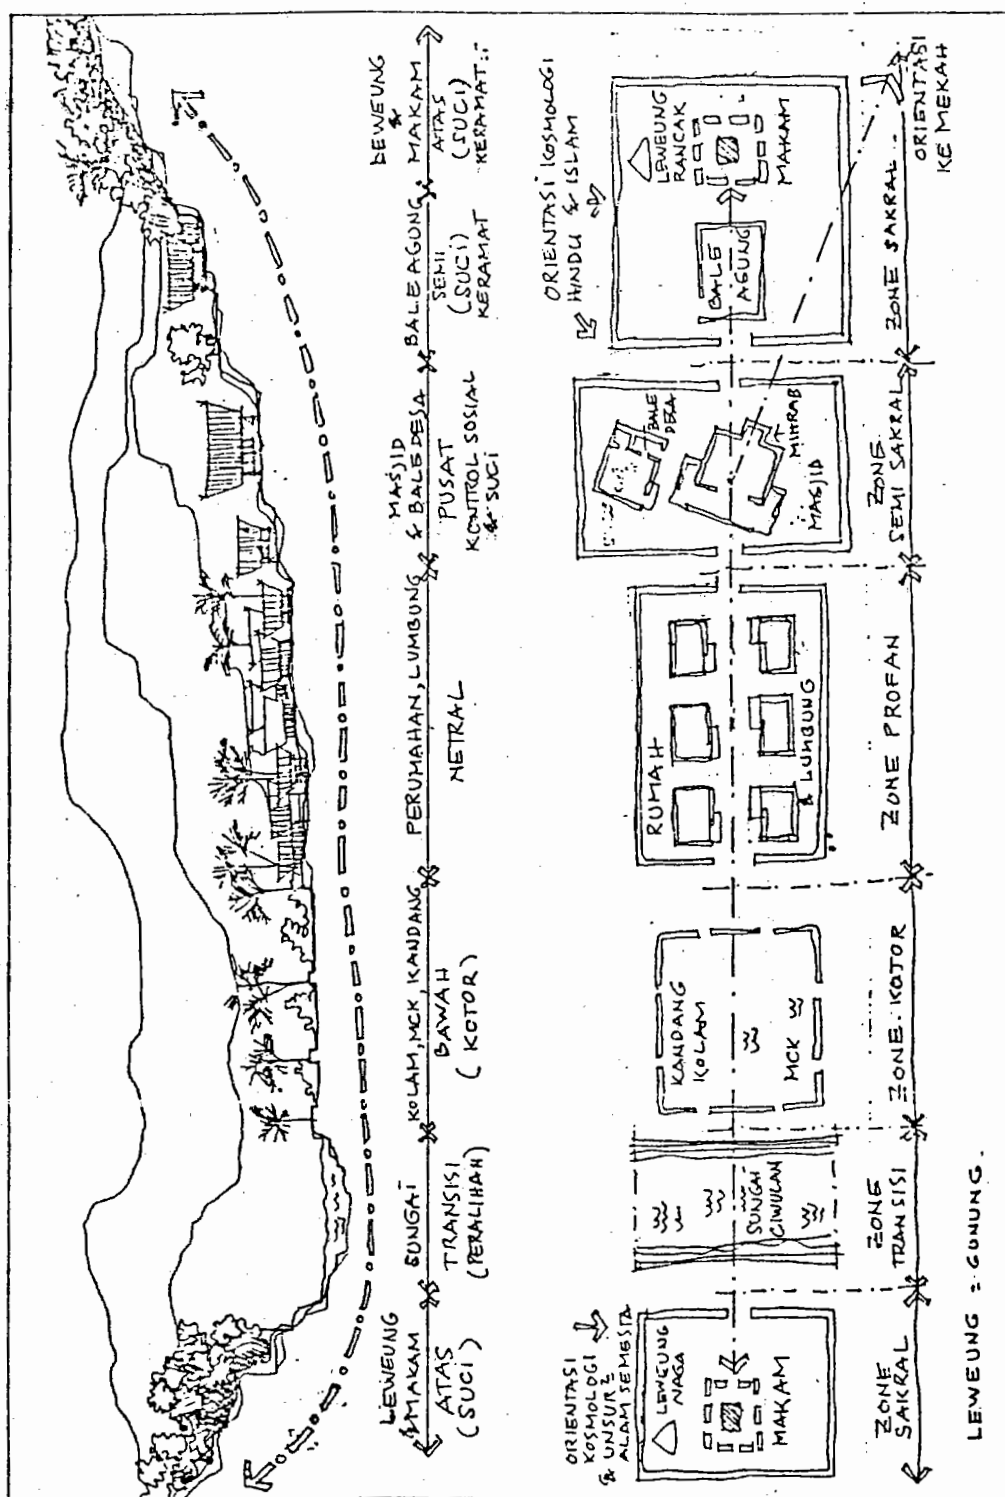 LEWEUNG
& MAKAM
ATAS
(SUCI)
SUNGAI
TRANSISI
(PERALIHAN)
KOLAM, MCK, KANDANG
BAWAH
(KOTOR)
PERUMAHAN, LUMBUNG
NETRAL
MASJID
& BALE DESA
PUSAT
KONTROL SOSIAL
& SUCI
BALE AGUNG
SEMI
(SUCI)
KERAMAT
LEWEUNG
&
MAKAM
ATAS
(SUCI)
KERAMAT
ORIENTASI
KOSMOLOGI
& UNSUR2
ALAM SEMESTA
LEWEUNG
NAGA
MAKAM
SUNGAI
CIWULAN
KANDANG
KOLAM
MCK
RUMAH
& LUMBUNG
BALE
DESA
MIHRAB
MASJID
ORIENTASI KOSMOLOGI
HINDU & ISLAM
BALE
AGUNG
LEWEUNG
RANCAK
MAKAM
ZONE
SAKRAL
ZONE
TRANSISI
ZONE KOTOR
ZONE PROFAN
ZONE
SEMI SAKRAL
ZONE SAKRAL
ORIENTASI
KE MEKAH
LEWEUNG = GUNUNG.